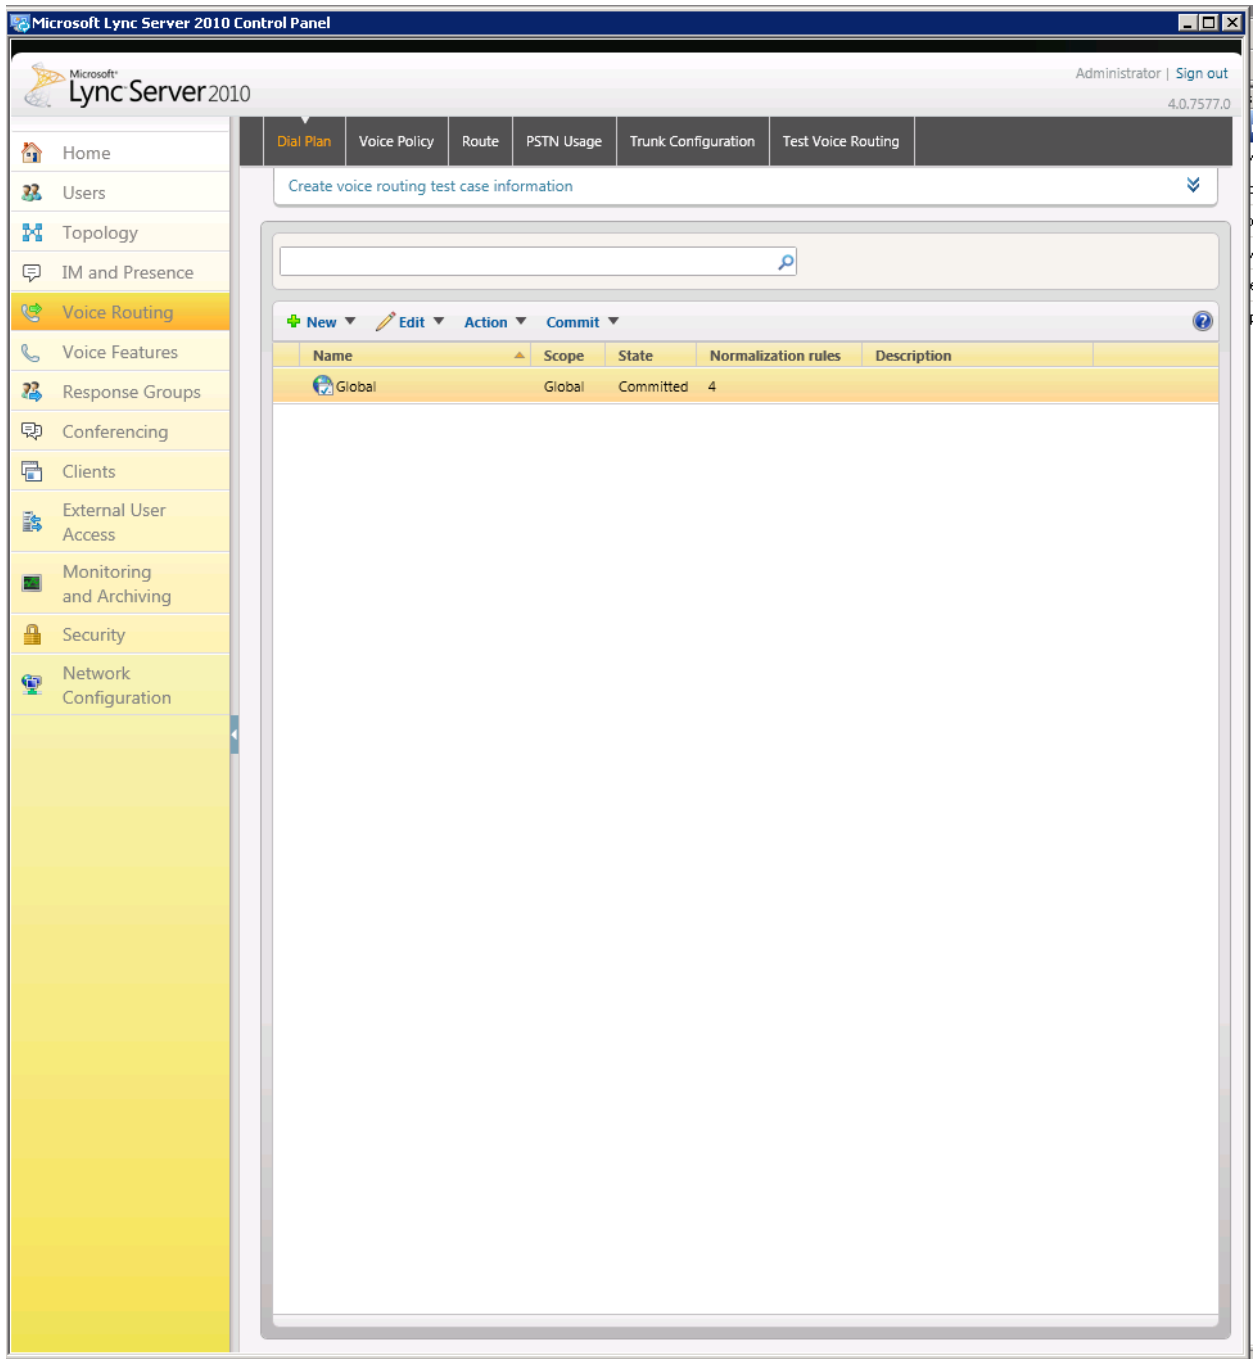 Microsoft Lync Server 2010 Control Panel
Microsoft®
Lync Server 2010
Administrator | Sign out
4.0.7577.0
Home
Users
Topology
IM and Presence
Voice Routing
Voice Features
Response Groups
Conferencing
Clients
External User
Access
Monitoring
and Archiving
Security
Network
Configuration
Dial Plan Voice Policy Route PSTN Usage Trunk Configuration Test Voice Routing
Create voice routing test case information
New Edit Action Commit
Name Scope State Normalization rules Description
Global Global Committed 4